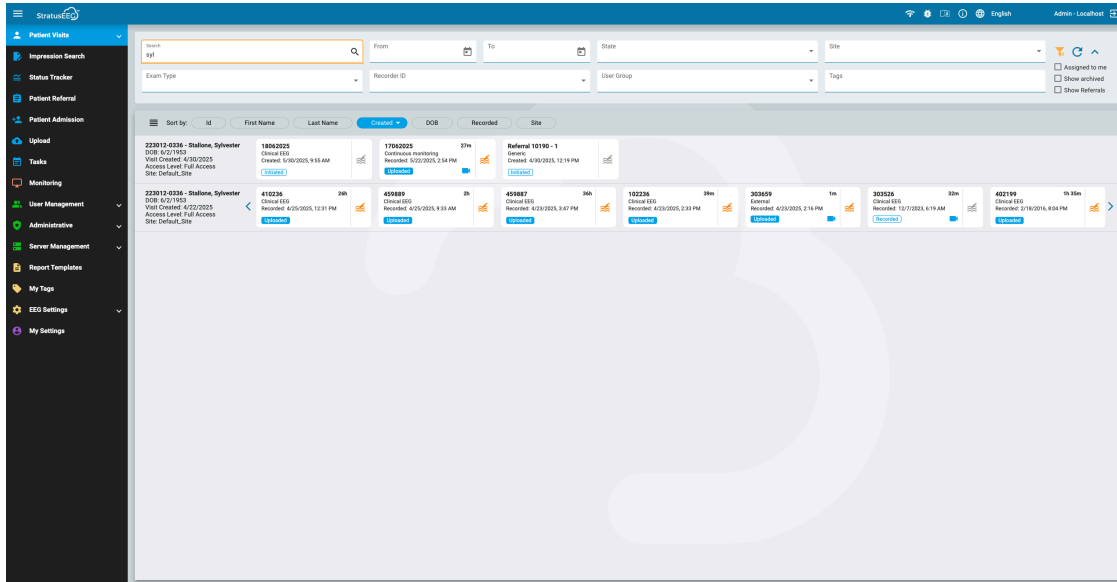 StratusEEG
English
Admin - Localhost
Patient Visits
Impression Search
Status Tracker
Patient Referral
Patient Admission
Upload
Tasks
Monitoring
User Management
Administrative
Server Management
Report Templates
My Tags
EEG Settings
My Settings
Search
syl
From
To
State
Site
Exam Type
Recorder ID
User Group
Tags
Assigned to me
Show archived
Show Referrals
Sort by:
Id
First Name
Last Name
Created
DOB
Recorded
Site
223012-0336 - Stallone, Sylvester
DOB: 6/2/1953
Visit Created: 4/30/2025
Access Level: Full Access
Site: Default_Site
18062025
Clinical EEG
Created: 5/30/2025, 9:55 AM
Initiated
17062025 27m
Continuous monitoring
Recorded: 5/22/2025, 2:54 PM
Uploaded
Referral 10190 - 1
Generic
Created: 4/30/2025, 12:19 PM
Initiated
223012-0336 - Stallone, Sylvester
DOB: 6/2/1953
Visit Created: 4/22/2025
Access Level: Full Access
Site: Default_Site
410236 26h
Clinical EEG
Recorded: 4/25/2025, 12:31 PM
Uploaded
459889 2h
Clinical EEG
Recorded: 4/25/2025, 9:33 AM
Uploaded
459887 36h
Clinical EEG
Recorded: 4/23/2025, 3:47 PM
Uploaded
102236 39m
Clinical EEG
Recorded: 4/23/2025, 2:33 PM
Uploaded
303659 1m
External
Recorded: 4/23/2025, 2:16 PM
Uploaded
303526 32m
Clinical EEG
Recorded: 12/7/2023, 6:19 AM
Recorded
402199 1h 35m
Clinical EEG
Recorded: 2/18/2016, 8:04 PM
Uploaded